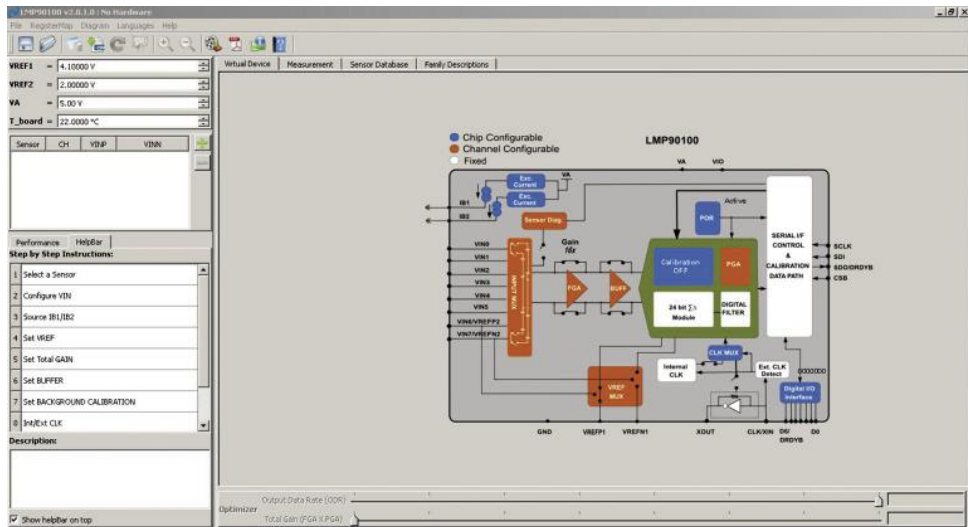 LMP90100 v2.0.1.0 : No Hardware
File RegisterMap Diagram Languages Help
VREF1 = 4.10000 V
VREF2 = 2.00000 V
VA = 5.00 V
T_board = 22.0000 °C
Sensor CH VINP VINN
Performance HelpBar
Step by Step Instructions:
1 Select a Sensor
2 Configure VIN
3 Source IB1/IB2
4 Set VREF
5 Set Total GAIN
6 Set BUFFER
7 Set BACKGROUND CALIBRATION
8 Int/Ext CLK
Description:
Show helpBar on top
Virtual Device Measurement Sensor Database Family Descriptions
Chip Configurable
Channel Configurable
Fixed
LMP90100
VA VIO
Exc.
Current
VA
Exc.
Current
IB1
IB2
Sensor Diag
POR
Active
SERIAL I/F
CONTROL
&
CALIBRATION
DATA PATH
SCLK
SDI
SDO/DRDYB
CSB
VIN0
VIN1
VIN2
VIN3
VIN4
VIN5
VIN6/VREFP2
VIN7/VREFN2
INPUT MUX
Gain
16x
FGA
BUFF
Calibration
OFF
PGA
24 bit ∑Δ
Module
DIGITAL
FILTER
CLK MUX
Internal
CLK
Ext. CLK
Detect
VREF
MUX
Digital I/O
Interface
GND VREFP1 VREFN1 XOUT CLK/XIN D6/
DRDYB
D0
Optimizer
Output Data Rate (ODR)
Total Gain (FGA X PGA)